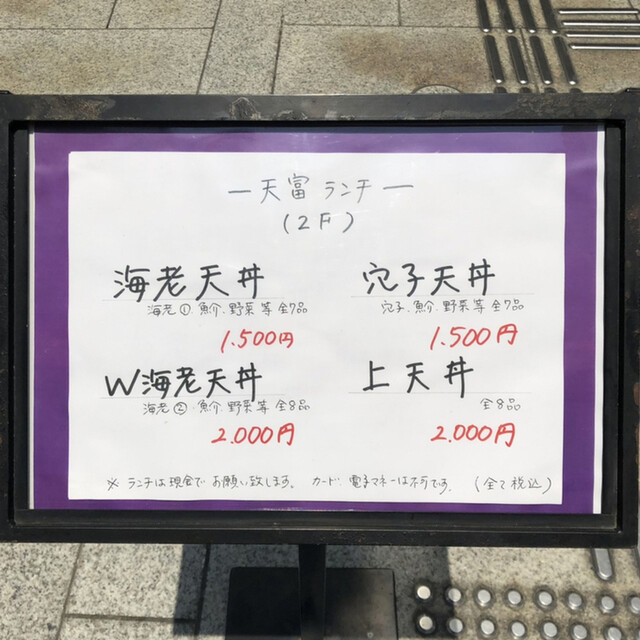 ー天富ランチー
(2F)
海老天丼
海老① 魚介 野菜等 全7品
1.500円
穴子天丼
穴子 魚介 野菜等 全7品
1.500円
W海老天丼
海老② 魚介 野菜等 全8品
2.000円
上天丼
全8品
2.000円
※ ランチは現金でお願い致します。 カード 電子マネーは不可です。 (全て税込)